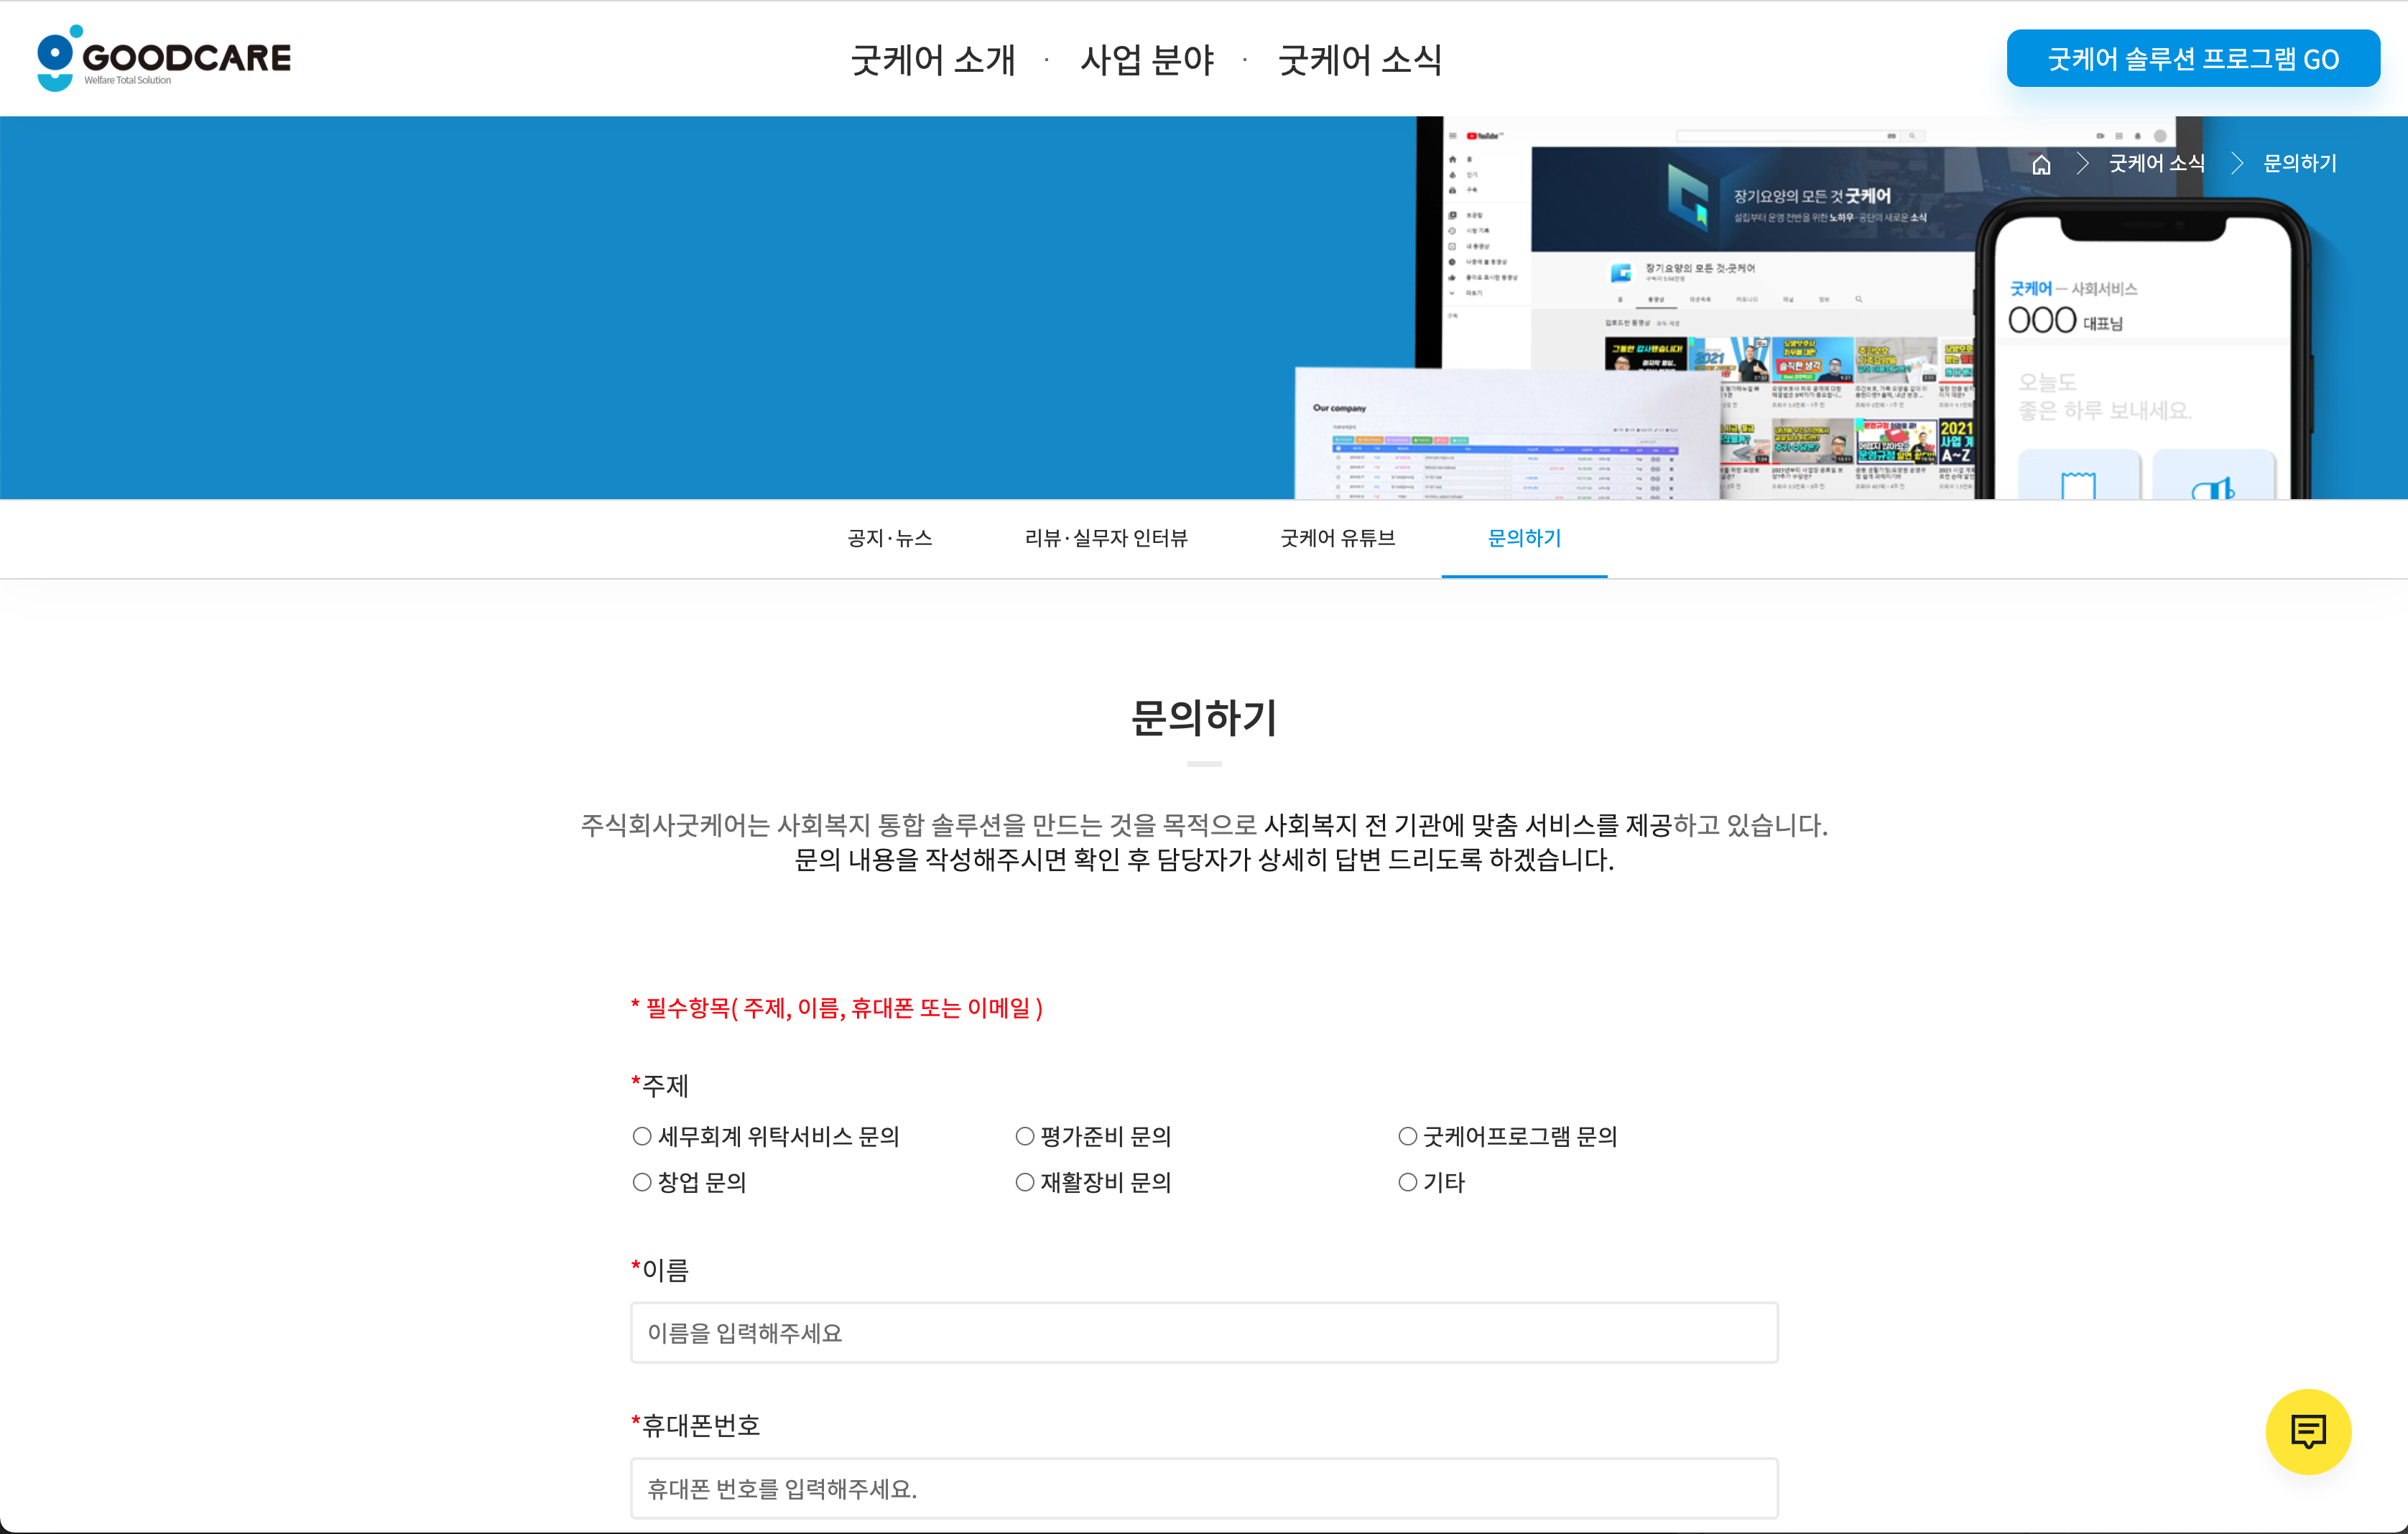 GOODCARE
Welfare Total Solution
굿케어 소개 · 사업 분야 · 굿케어 소식
굿케어 솔루션 프로그램 GO
굿케어 소식
문의하기
YouTube
장기요양의 모든 것 굿케어
설립부터 운영 전반을 위한 노하우· 공단의 새로운 소식
장기요양의 모든 것-굿케어
굿케어 — 사회서비스
OOO 대표님
오늘도
좋은 하루 보내세요.
Our company
공지·뉴스
리뷰·실무자 인터뷰
굿케어 유튜브
문의하기
문의하기
주식회사굿케어는 사회복지 통합 솔루션을 만드는 것을 목적으로 사회복지 전 기관에 맞춤 서비스를 제공하고 있습니다.
문의 내용을 작성해주시면 확인 후 담당자가 상세히 답변 드리도록 하겠습니다.
* 필수항목( 주제, 이름, 휴대폰 또는 이메일 )
*주제
세무회계 위탁서비스 문의
평가준비 문의
굿케어프로그램 문의
창업 문의
재활장비 문의
기타
*이름
이름을 입력해주세요
*휴대폰번호
휴대폰 번호를 입력해주세요.